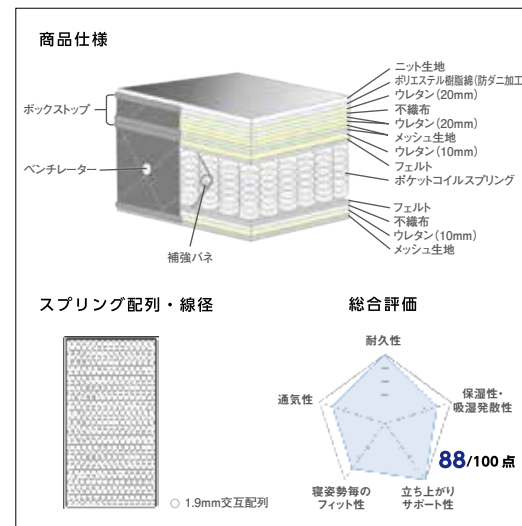 商品仕様
ボックストップ
ベンチレーター
補強バネ
ニット生地
ポリエステル樹脂綿(防ダニ加工
ウレタン(20mm)
不織布
ウレタン(20mm)
メッシュ生地
ウレタン(10mm)
フェルト
ポケットコイルスプリング
フェルト
不織布
ウレタン(10mm)
メッシュ生地
スプリング配列・線径
1.9mm交互配列
総合評価
耐久性
通気性
保湿性・
吸湿発散性
88/100点
寝姿勢毎の
フィット性
立ち上がり
サポート性